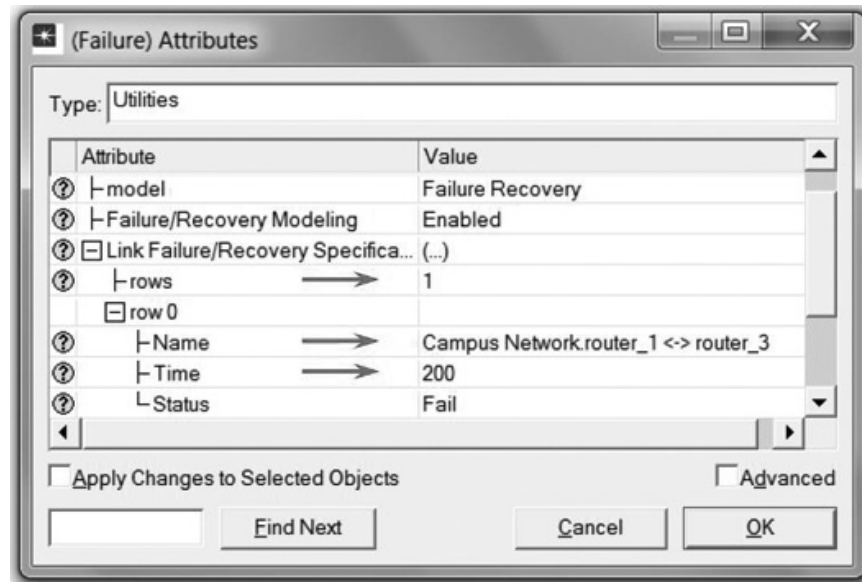 (Failure) Attributes
Type: Utilities
Attribute Value
model Failure Recovery
Failure/Recovery Modeling Enabled
Link Failure/Recovery Specifica... (...)
rows 1
row 0
Name Campus Network.router_1 <-> router_3
Time 200
Status Fail
Apply Changes to Selected Objects
Advanced
Find Next
Cancel
OK